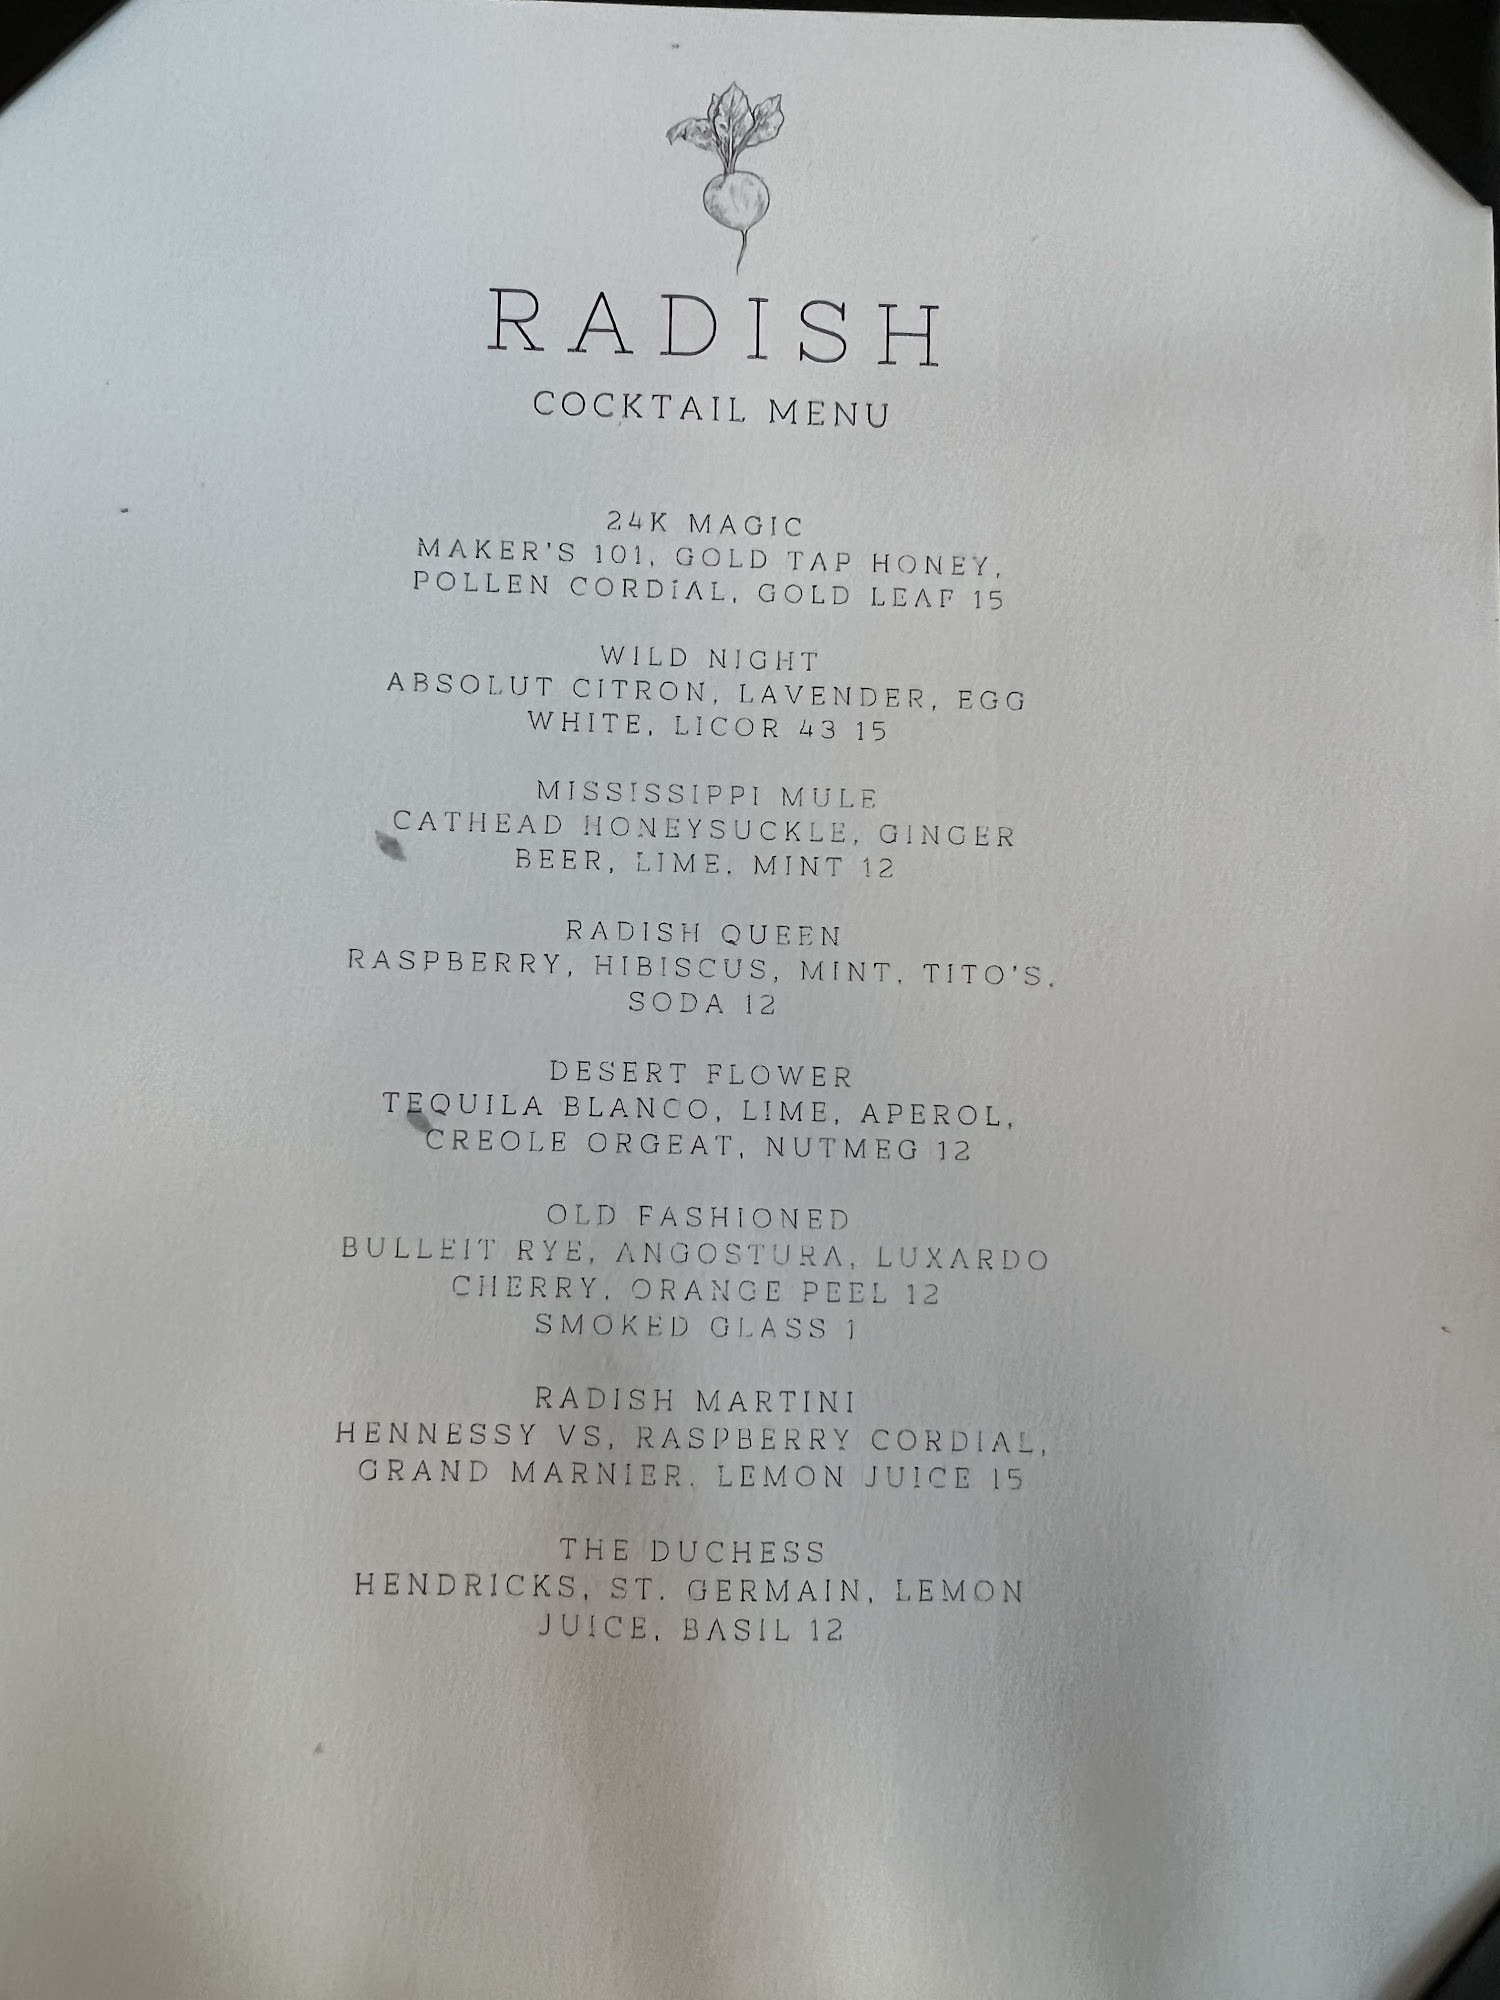 RADISH
COCKTAIL MENU
24K MAGIC
MAKER'S 101, GOLD TAP HONEY,
POLLEN CORDIAL, GOLD LEAF 15
WILD NIGHT
ABSOLUT CITRON, LAVENDER, EGG
WHITE, LICOR 43 15
MISSISSIPPI MULE
CATHEAD HONEYSUCKLE, GINGER
BEER, LIME, MINT 12
RADISH QUEEN
RASPBERRY, HIBISCUS, MINT, TITO'S,
SODA 12
DESERT FLOWER
TEQUILA BLANCO, LIME, APEROL,
CREOLE ORGEAT, NUTMEG 12
OLD FASHIONED
BULLEIT RYE, ANGOSTURA, LUXARDO
CHERRY, ORANGE PEEL 12
SMOKED GLASS 1
RADISH MARTINI
HENNESSY VS, RASPBERRY CORDIAL,
GRAND MARNIER, LEMON JUICE 15
THE DUCHESS
HENDRICKS, ST. GERMAIN, LEMON
JUICE, BASIL 12